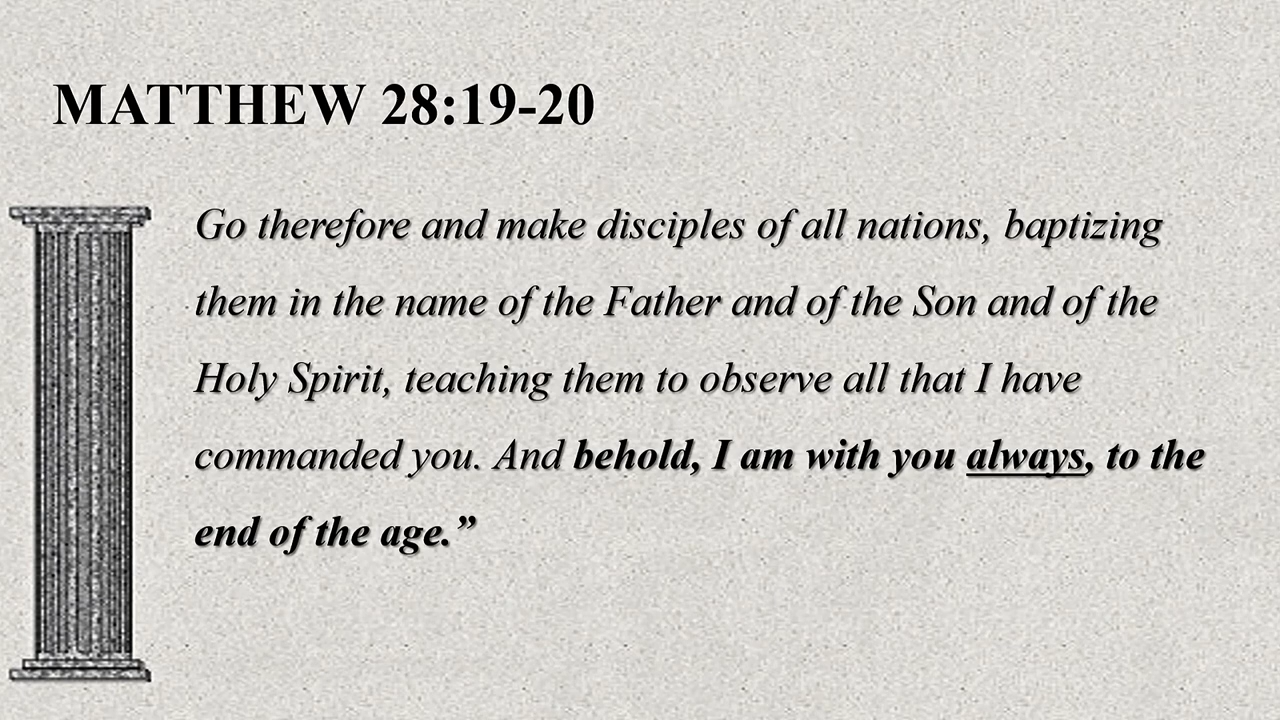 MATTHEW 28:19-20
Go therefore and make disciples of all nations, baptizing
them in the name of the Father and of the Son and of the
Holy Spirit, teaching them to observe all that I have
commanded you. And behold, I am with you always, to the
end of the age.”